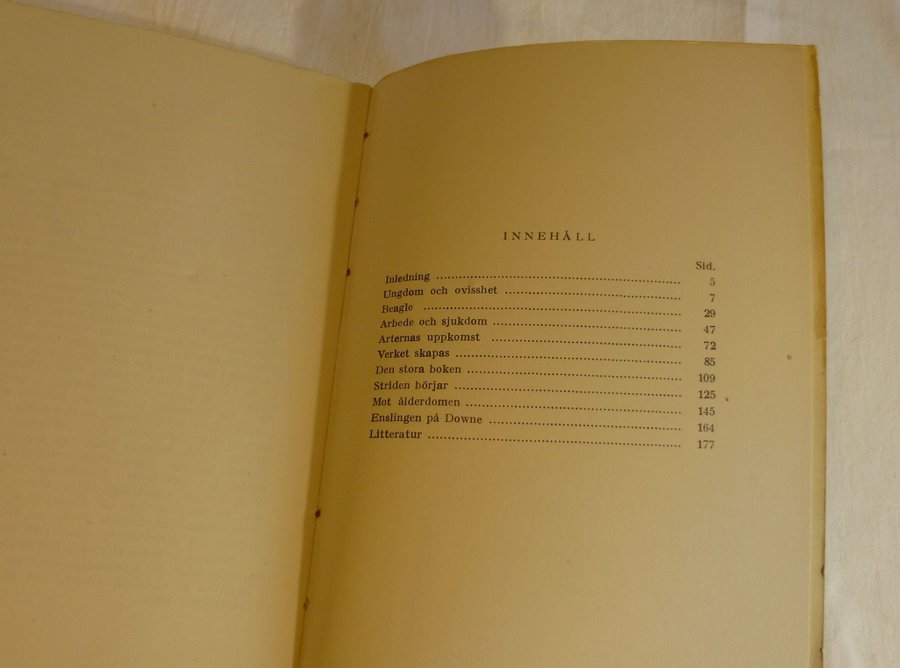 INNEHÅLL
Sid.
Inledning 5
Ungdom och ovisshet 7
Beagle 29
Arbede och sjukdom 47
Arternas uppkomst 72
Verket skapas 85
Den stora boken 109
Striden börjar 125
Mot ålderdomen 145
Enslingen på Downe 164
Litteratur 177